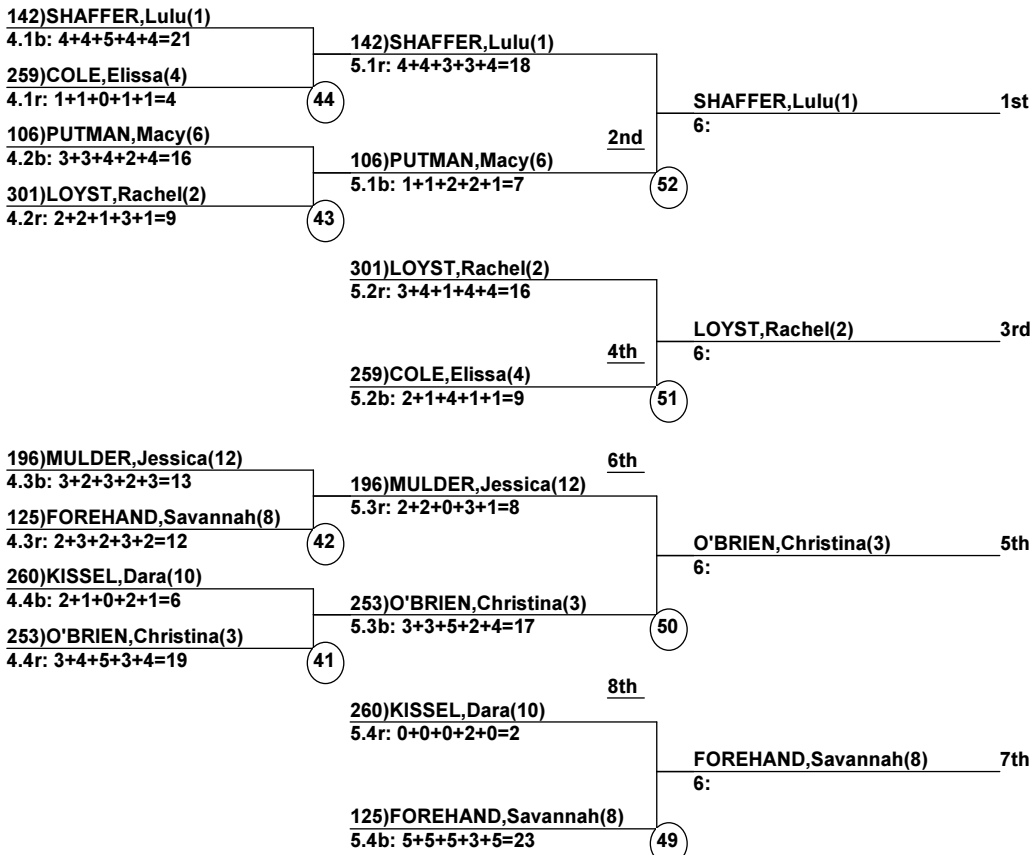 142)SHAFFER,Lulu(1)
4.1b: 4+4+5+4+4=21
259)COLE,Elissa(4)
4.1r: 1+1+0+1+1=4
44
106)PUTMAN,Macy(6)
4.2b: 3+3+4+2+4=16
301)LOYST,Rachel(2)
4.2r: 2+2+1+3+1=9
43
142)SHAFFER,Lulu(1)
5.1r: 4+4+3+3+4=18
106)PUTMAN,Macy(6)
5.1b: 1+1+2+2+1=7
2nd
52
SHAFFER,Lulu(1) 1st
6:
301)LOYST,Rachel(2)
5.2r: 3+4+1+4+4=16
259)COLE,Elissa(4)
5.2b: 2+1+4+1+1=9
4th
51
LOYST,Rachel(2) 3rd
6:
196)MULDER,Jessica(12)
4.3b: 3+2+3+2+3=13
125)FOREHAND,Savannah(8)
4.3r: 2+3+2+3+2=12
42
260)KISSEL,Dara(10)
4.4b: 2+1+0+2+1=6
253)O'BRIEN,Christina(3)
4.4r: 3+4+5+3+4=19
41
6th
196)MULDER,Jessica(12)
5.3r: 2+2+0+3+1=8
253)O'BRIEN,Christina(3)
5.3b: 3+3+5+2+4=17
50
O'BRIEN,Christina(3) 5th
6:
8th
260)KISSEL,Dara(10)
5.4r: 0+0+0+2+0=2
125)FOREHAND,Savannah(8)
5.4b: 5+5+5+3+5=23
49
FOREHAND,Savannah(8) 7th
6: